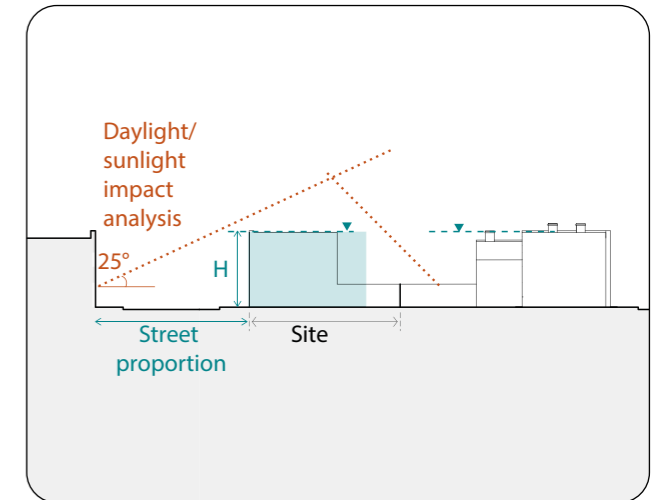 Daylight/
sunlight
impact
analysis
25°
H
Street
proportion
Site